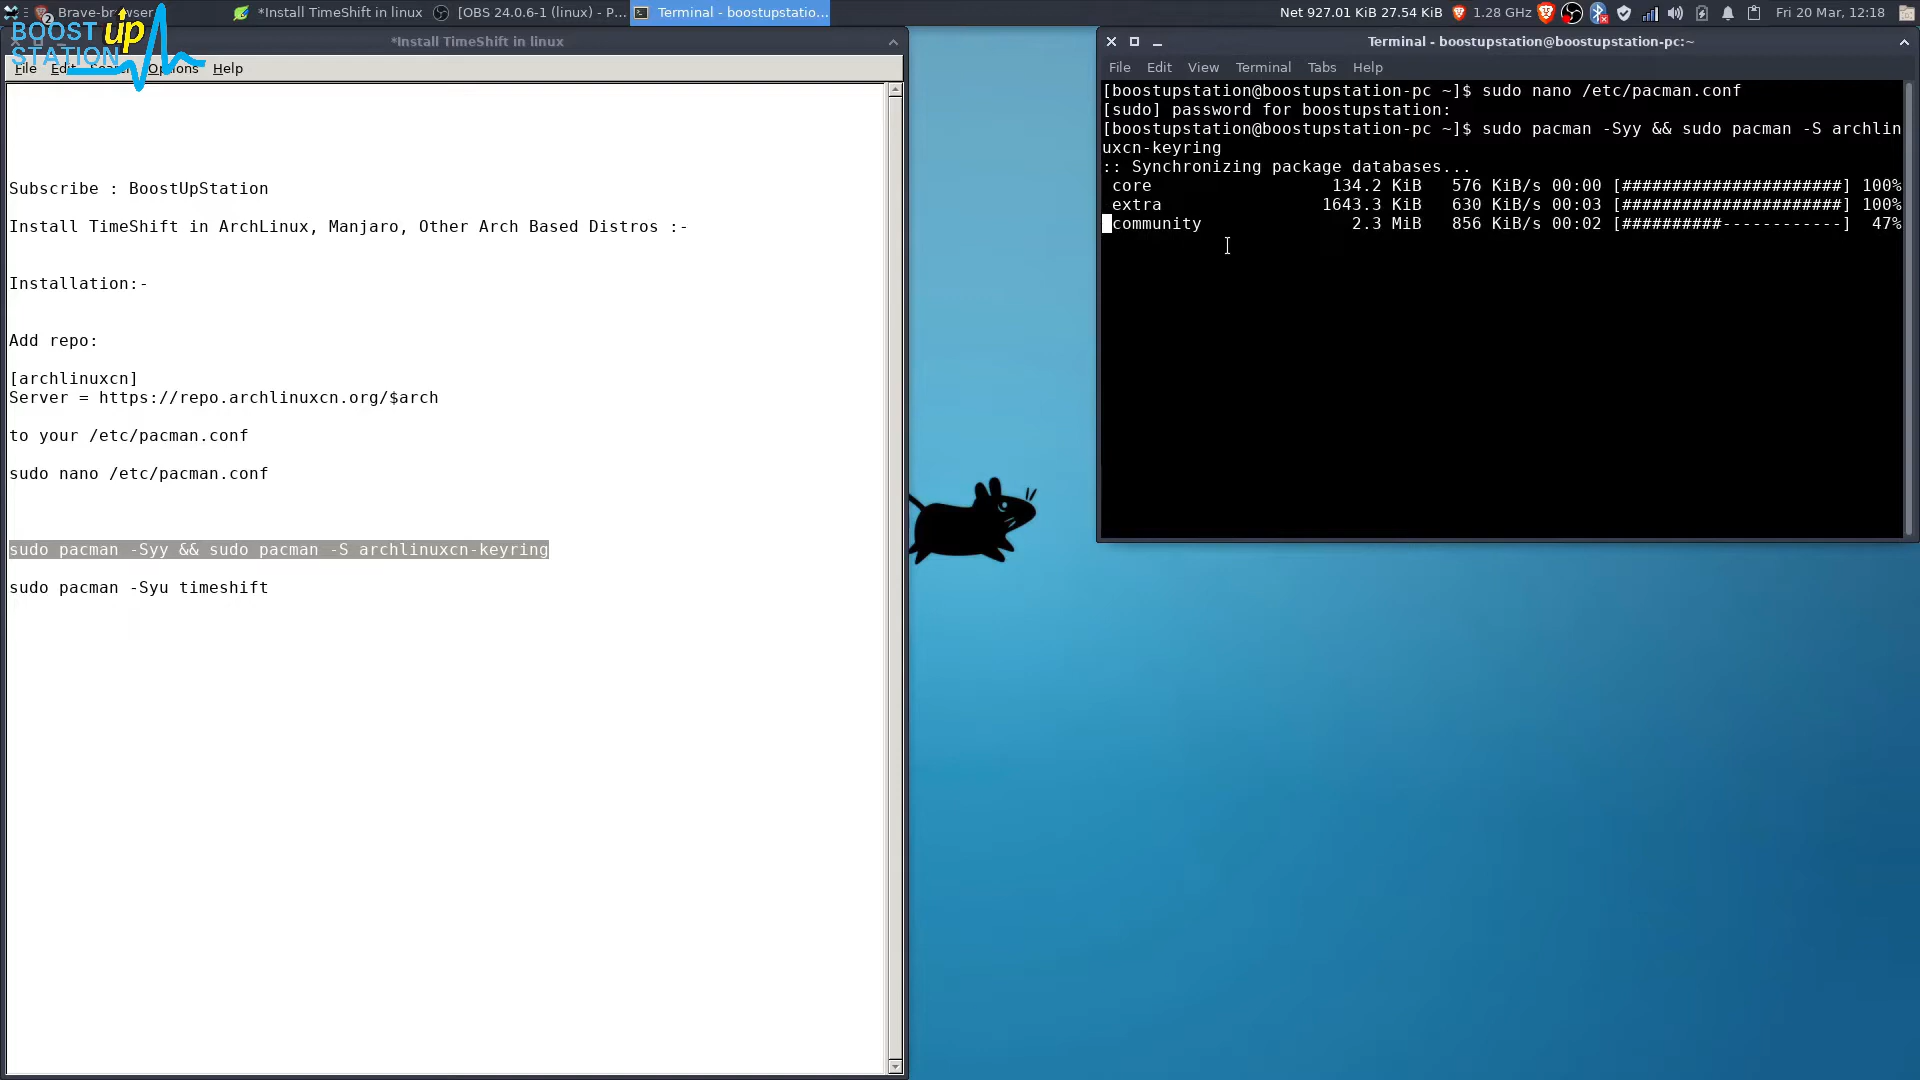 Brave-browser
*Install TimeShift in linux
[OBS 24.0.6-1 (linux) - P...
Terminal - boostupstatio...
Net 927.01 KiB 27.54 KiB
1.28 GHz
Fri 20 Mar, 12:18
2
BOOST up
STATION
*Install TimeShift in linux
File Edit Search Options Help
Subscribe : BoostUpStation
Install TimeShift in ArchLinux, Manjaro, Other Arch Based Distros :-
Installation:-
Add repo:
[archlinuxcn]
Server = https://repo.archlinuxcn.org/$arch
to your /etc/pacman.conf
sudo nano /etc/pacman.conf
sudo pacman -Syy && sudo pacman -S archlinuxcn-keyring
sudo pacman -Syu timeshift
Terminal - boostupstation@boostupstation-pc:~
File Edit View Terminal Tabs Help
[boostupstation@boostupstation-pc ~]$ sudo nano /etc/pacman.conf
[sudo] password for boostupstation:
[boostupstation@boostupstation-pc ~]$ sudo pacman -Syy && sudo pacman -S archlin
uxcn-keyring
:: Synchronizing package databases...
core 134.2 KiB 576 KiB/s 00:00 [######################] 100%
extra 1643.3 KiB 630 KiB/s 00:03 [######################] 100%
community 2.3 MiB 856 KiB/s 00:02 [##########------------] 47%